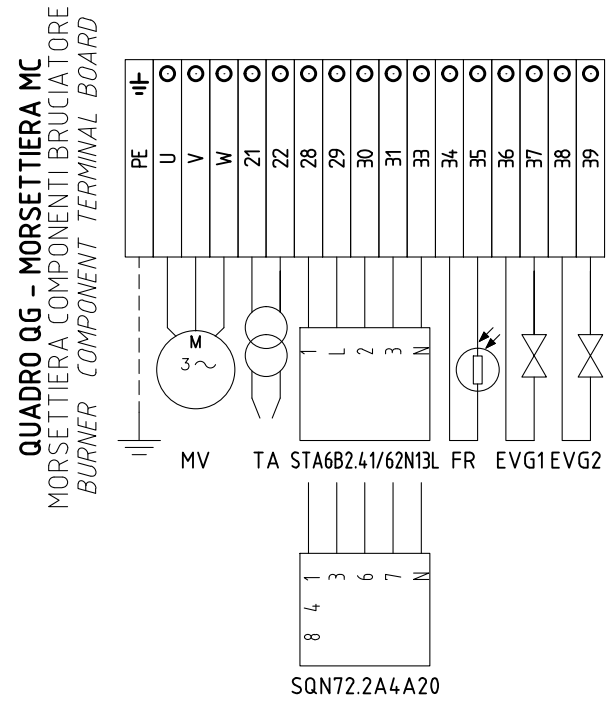 QUADRO QG - MORSETTIERA MC
MORSETTIERA COMPONENTI BRUCIATORE
BURNER COMPONENT TERMINAL BOARD
PE U V W 21 22 28 29 30 31 33 34 35 36 37 38 39
M
3~
1 L 2 3 N
MV TA STA6B2.41/62N13L FR EVG1 EVG2
1 3 6 7 N
4
8
SQN72.2A4A20